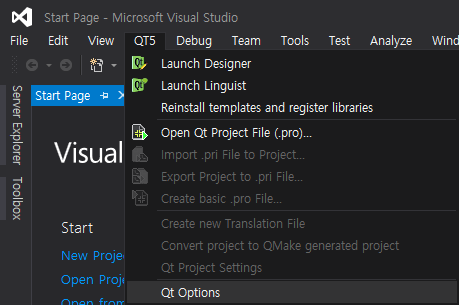 Start Page - Microsoft Visual Studio
File Edit View QT5 Debug Team Tools Test Analyze Window
Launch Designer
Launch Linguist
Reinstall templates and register libraries
Open Qt Project File (.pro)...
Import .pri File to Project...
Export Project to .pri File...
Create basic .pro File...
Create new Translation File
Convert project to QMake generated project
Qt Project Settings
Qt Options
Server Explorer
Toolbox
Start Page
Visual
Start
New Proje
Open Proj
Open from